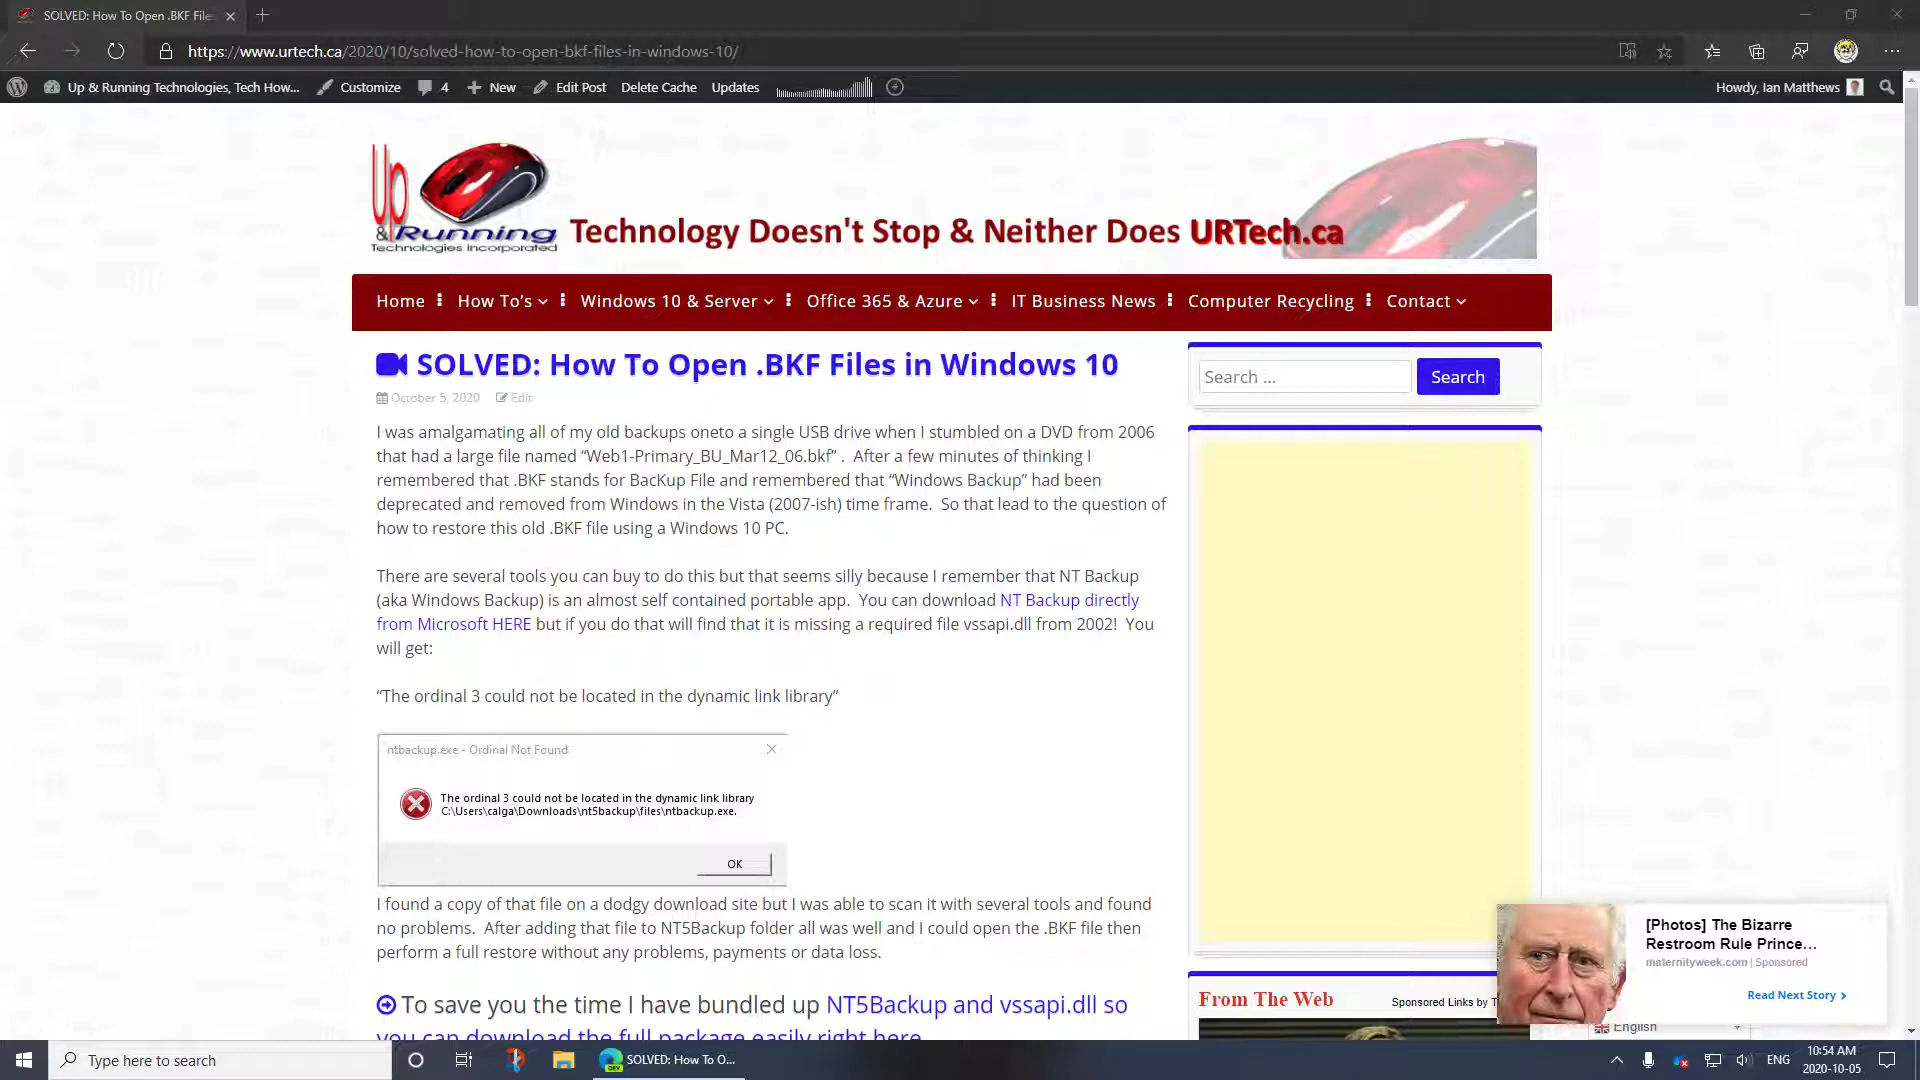 SOLVED: How To Open .BKF File
https://www.urtech.ca/2020/10/solved-how-to-open-bkf-files-in-windows-10/
Up & Running Technologies, Tech How...
Customize
4
New
Edit Post
Delete Cache
Updates
Howdy, Ian Matthews
Up
& Running
Technologies Incorporated
Technology Doesn't Stop & Neither Does URTech.ca
Home
How To's
Windows 10 & Server
Office 365 & Azure
IT Business News
Computer Recycling
Contact
SOLVED: How To Open .BKF Files in Windows 10
October 5, 2020
Edit
Search ...
Search
I was amalgamating all of my old backups oneto a single USB drive when I stumbled on a DVD from 2006
that had a large file named “Web1-Primary_BU_Mar12_06.bkf” .  After a few minutes of thinking I
remembered that .BKF stands for BacKup File and remembered that “Windows Backup” had been
deprecated and removed from Windows in the Vista (2007-ish) time frame.  So that lead to the question of
how to restore this old .BKF file using a Windows 10 PC.
There are several tools you can buy to do this but that seems silly because I remember that NT Backup
(aka Windows Backup) is an almost self contained portable app.  You can download NT Backup directly
from Microsoft HERE but if you do that will find that it is missing a required file vssapi.dll from 2002!  You
will get:
“The ordinal 3 could not be located in the dynamic link library”
ntbackup.exe - Ordinal Not Found
The ordinal 3 could not be located in the dynamic link library
C:\Users\calga\Downloads\nt5backup\files\ntbackup.exe.
OK
I found a copy of that file on a dodgy download site but I was able to scan it with several tools and found
no problems.  After adding that file to NT5Backup folder all was well and I could open the .BKF file then
perform a full restore without any problems, payments or data loss.
To save you the time I have bundled up NT5Backup and vssapi.dll so
you can download the full package easily right here
From The Web
Sponsored Links by T
[Photos] The Bizarre
Restroom Rule Prince...
maternityweek.com | Sponsored
Read Next Story
English
Type here to search
DEV
SOLVED: How To O...
ENG
10:54 AM
2020-10-05